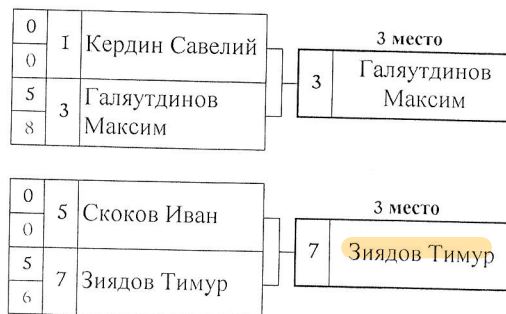 0
0
1
Кердин Савелий
5
8
3
Галяутдинов
Максим
3 место
3
Галяутдинов
Максим
0
0
5
Скоков Иван
5
6
7
Зиядов Тимур
3 место
7
Зиядов Тимур